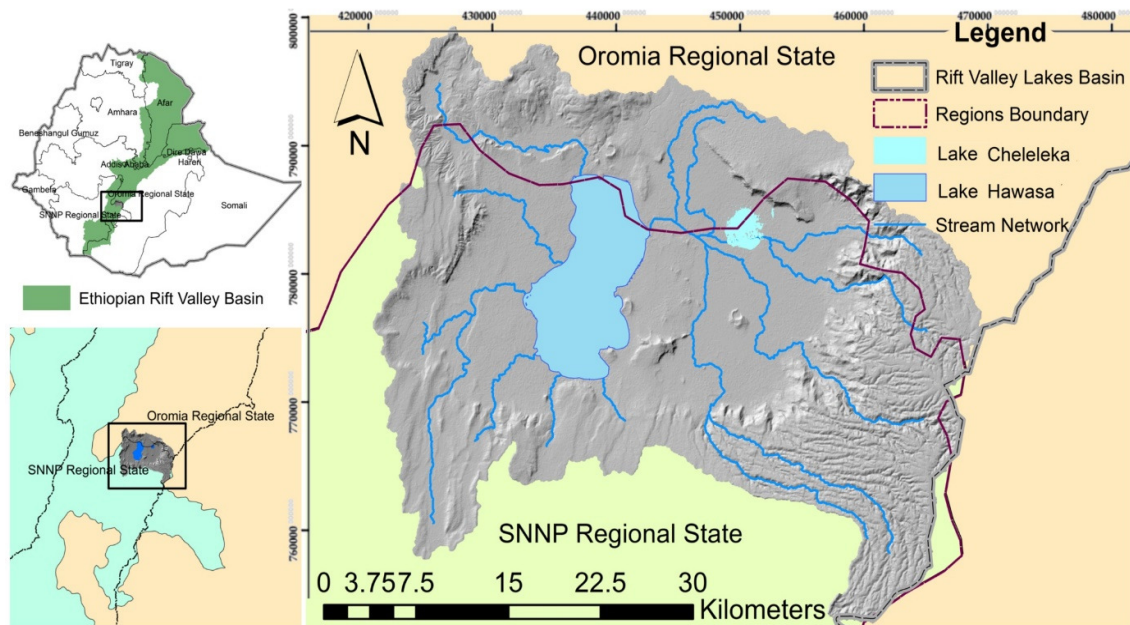 Tigray
Afar
Amhara
Beneshangul Gumuz
Dire Dawa
Addis Ababa
Hareri
Gambela
Oromia Regional State
Somali
SNNP Regional State
Ethiopian Rift Valley Basin
Oromia Regional State
SNNP Regional State
420000 430000 440000 450000 460000 470000 480000
800000
790000
780000
770000
760000
Oromia Regional State
N
SNNP Regional State
0 3.75 7.5 15 22.5 30
Kilometers
Legend
Rift Valley Lakes Basin
Regions Boundary
Lake Cheleleka
Lake Hawasa
Stream Network